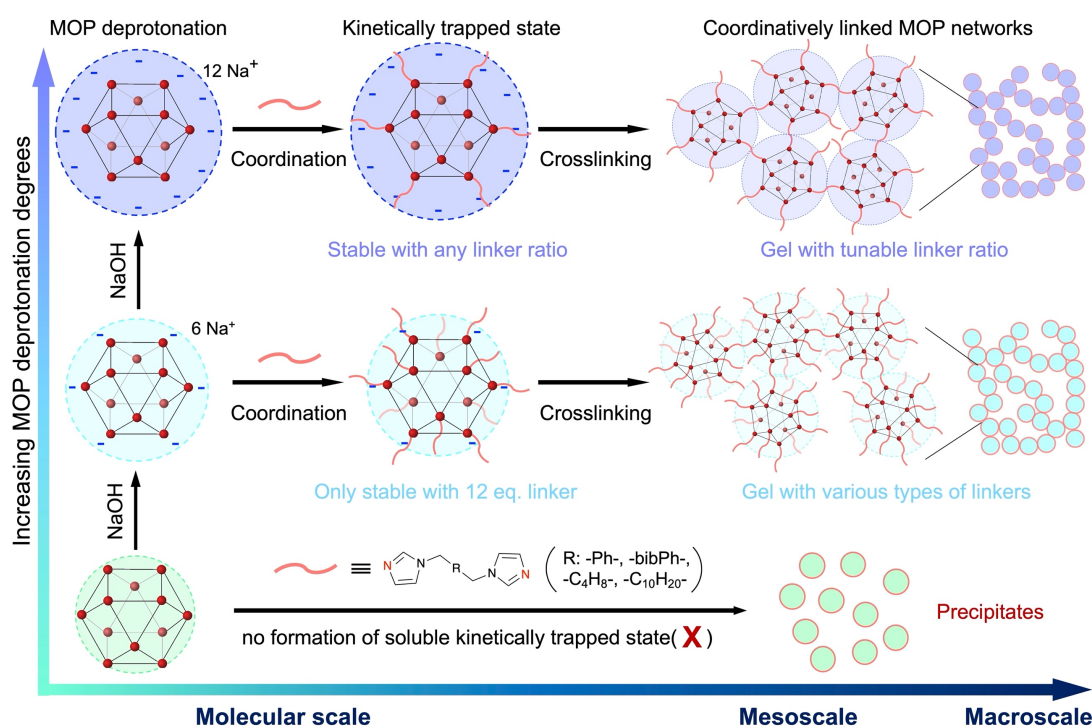 MOP deprotonation
Kinetically trapped state
Coordinatively linked MOP networks
12 Na⁺
Coordination
Crosslinking
Stable with any linker ratio
Gel with tunable linker ratio
NaOH
6 Na⁺
Coordination
Crosslinking
Only stable with 12 eq. linker
Gel with various types of linkers
NaOH
Increasing MOP deprotonation degrees
≡
N
N
R
N
N
(R: -Ph-, -bibPh-,
-C₄H₈-, -C₁₀H₂₀-)
no formation of soluble kinetically trapped state( X )
Precipitates
Molecular scale
Mesoscale
Macroscale